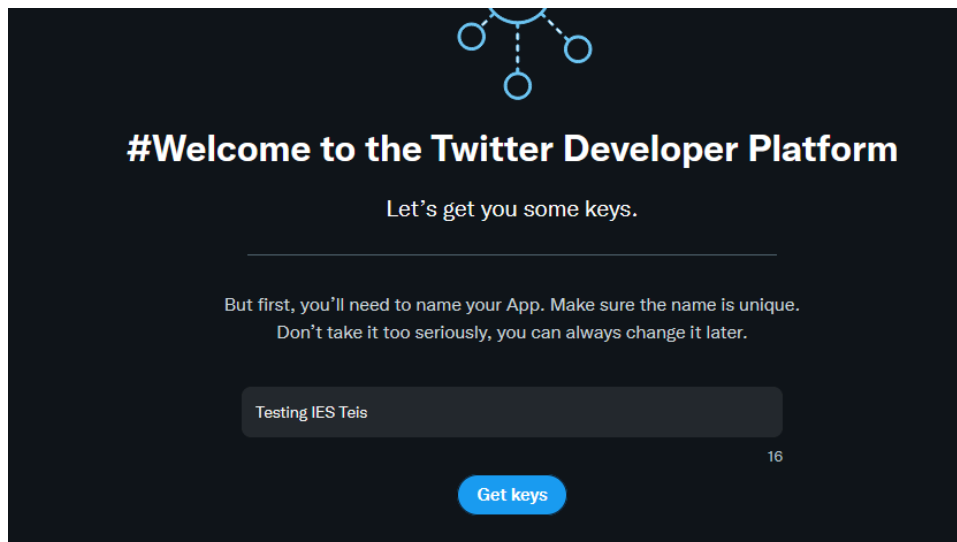 #Welcome to the Twitter Developer Platform
Let’s get you some keys.
But first, you’ll need to name your App. Make sure the name is unique.
Don’t take it too seriously, you can always change it later.
Testing IES Teis
16
Get keys